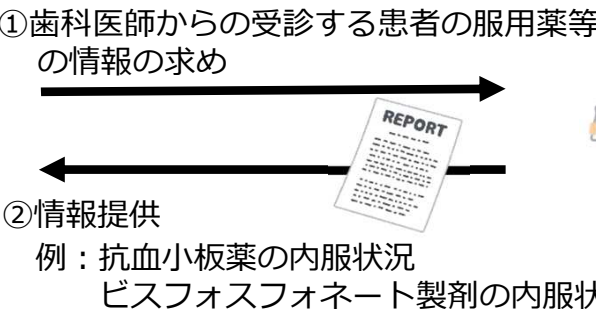 ①歯科医師からの受診する患者の服用薬等
の情報の求め
REPORT
②情報提供
例：抗血小板薬の内服状況
ビスフォスフォネート製剤の内服状